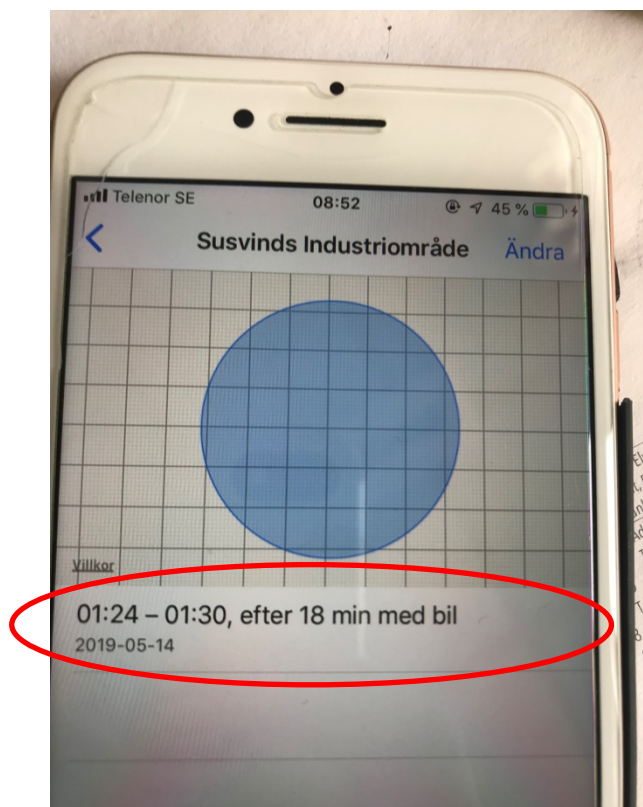 Telenor SE 08:52 45 %
Susvinds Industriområde Ändra
Villkor
01:24 – 01:30, efter 18 min med bil
2019-05-14